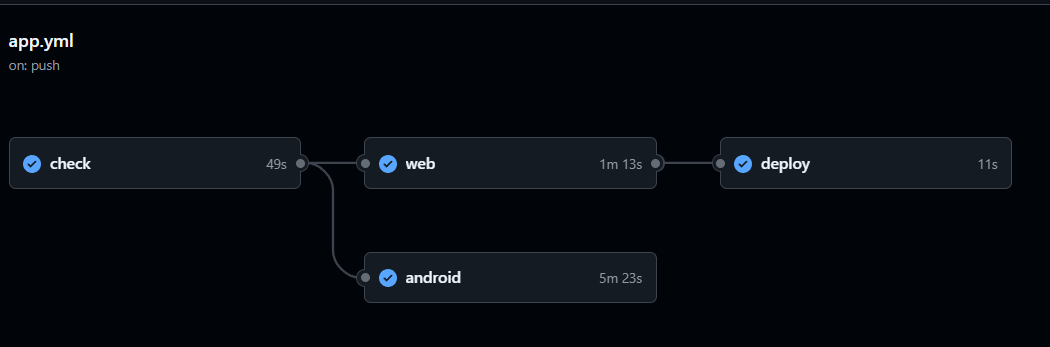 app.yml
on: push
check 49s
web 1m 13s
deploy 11s
android 5m 23s